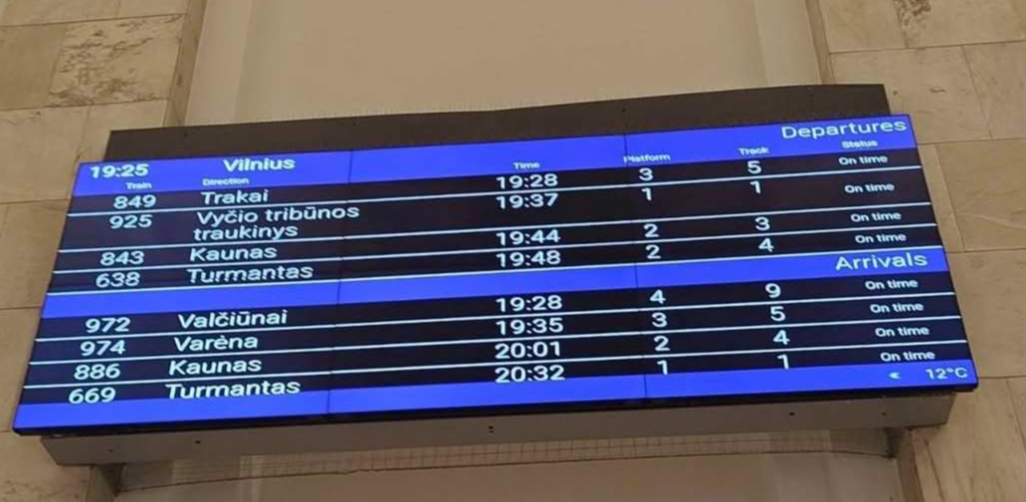 19:25 Vilnius Departures
Train Direction Time Platform Track Status
849 Trakai 19:28 3 5 On time
925 Vyčio tribūnos 19:37 1 1 On time
traukinys
843 Kaunas 19:44 2 3 On time
638 Turmantas 19:48 2 4 On time
Arrivals
972 Valčiūnai 19:28 4 9 On time
974 Varėna 19:35 3 5 On time
886 Kaunas 20:01 2 4 On time
669 Turmantas 20:32 1 1 On time
12°C